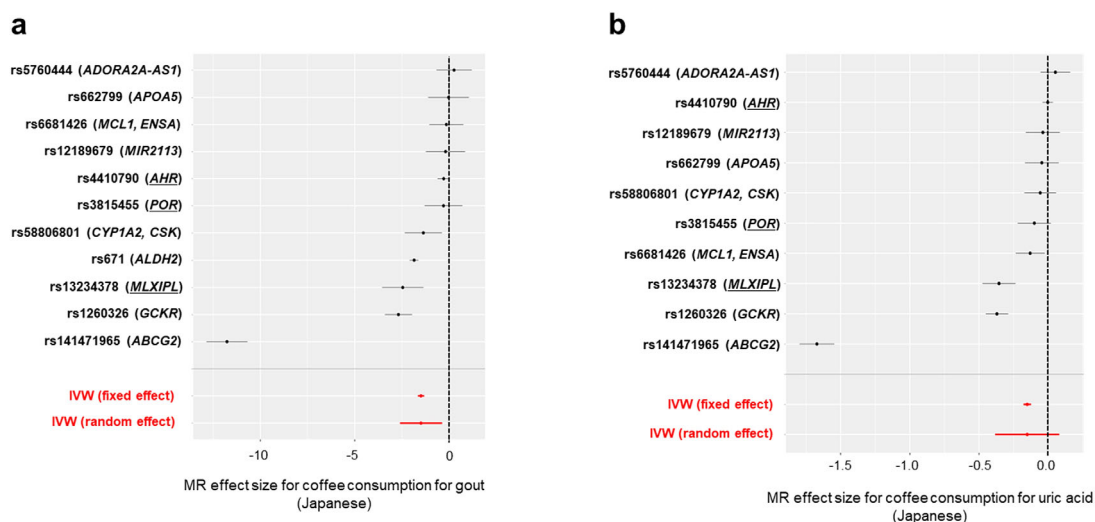 a
rs5760444 (ADORA2A-AS1)
rs662799 (APOA5)
rs6681426 (MCL1, ENSA)
rs12189679 (MIR2113)
rs4410790 (AHR)
rs3815455 (POR)
rs58806801 (CYP1A2, CSK)
rs671 (ALDH2)
rs13234378 (MLXIPL)
rs1260326 (GCKR)
rs141471965 (ABCG2)
IVW (fixed effect)
IVW (random effect)
-10 -5 0
MR effect size for coffee consumption for gout
(Japanese)
b
rs5760444 (ADORA2A-AS1)
rs4410790 (AHR)
rs12189679 (MIR2113)
rs662799 (APOA5)
rs58806801 (CYP1A2, CSK)
rs3815455 (POR)
rs6681426 (MCL1, ENSA)
rs13234378 (MLXIPL)
rs1260326 (GCKR)
rs141471965 (ABCG2)
IVW (fixed effect)
IVW (random effect)
-1.5 -1.0 -0.5 0.0
MR effect size for coffee consumption for uric acid
(Japanese)